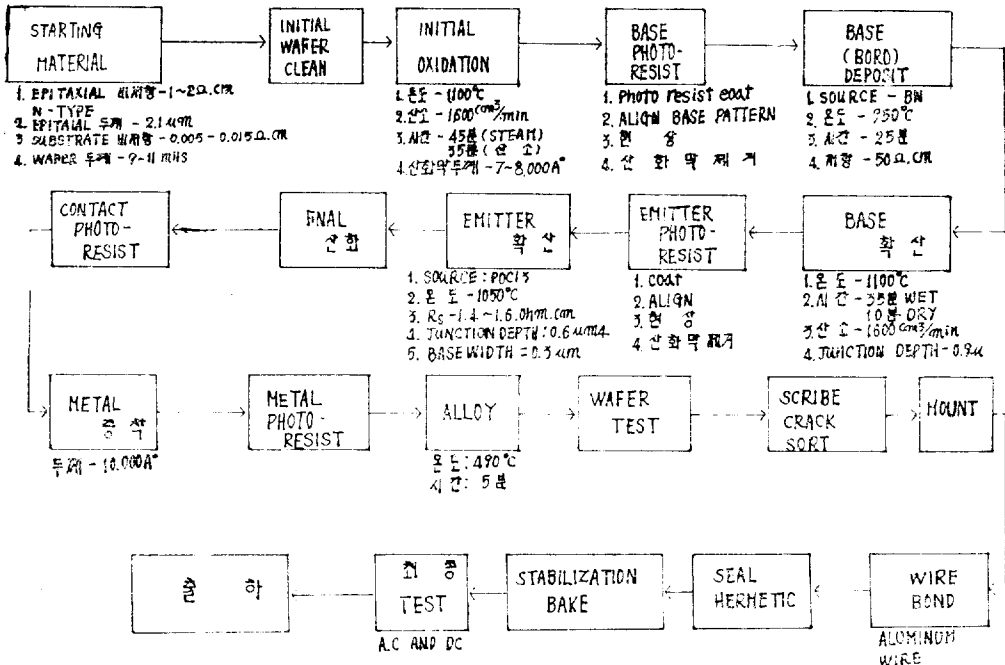 STARTING
MATERIAL
1. EPITAXIAL 비저항 - 1~2Ω.cm
N - TYPE
2. EPITAIAL 두께 - 2.1 μm
3 SUBSTRATE 비저항 - 0.005 - 0.015Ω.cm
4. WAFER 두께 - 9~11 mils
INITIAL
WAFER
CLEAN
INITIAL
OXIDATION
1. 온도 - 1100°C
2. 산소 - 1600 cm³/min
3. 시간 - 45분 (STEAM)
35분 (산소)
4. 산화막두께 - 7~8,000A°
BASE
PHOTO-
RESIST
1. Photo resist coat
2. ALIGN BASE PATTERN
3. 현 상
4. 산 화 막 제 거
BASE
(BORD)
DEPOSIT
1. SOURCE - BN
2. 온도 - 950°C
3. 시간 - 25분
4. 저항 - 50Ω.cm
BASE
확 산
1. 온 도 - 1100°C
2. 시 간 - 35분 WET
10분 DRY
3. 산 소 - 1600 cm³/min
4. JUNCTION DEPTH - 0.9μ
EMITTER
PHOTO-
RESIST
1. COAT
2. ALIGN
3. 현 상
4. 산화막 제거
EMITTER
확 산
1. SOURCE : POCl3
2. 온 도 - 1050°C
3. Rs - 1.4 ~ 1.6. Ohm.cm
4. JUNCTION DEPTH : 0.6 um4
5. BASE WIDTH = 0.3 um
FINAL
산화
CONTACT
PHOTO-
RESIST
METAL
증 착
두께 - 10.000A°
METAL
PHOTO -
RESIST
ALLOY
온 도 : 490°C
시 간 : 5분
WAFER
TEST
SCRIBE
CRACK
SORT
MOUNT
WIRE
BOND
ALUMINUM
WIRE
SEAL
HERMETIC
STABILIZATION
BAKE
최 종
TEST
A.C AND DC
출 하